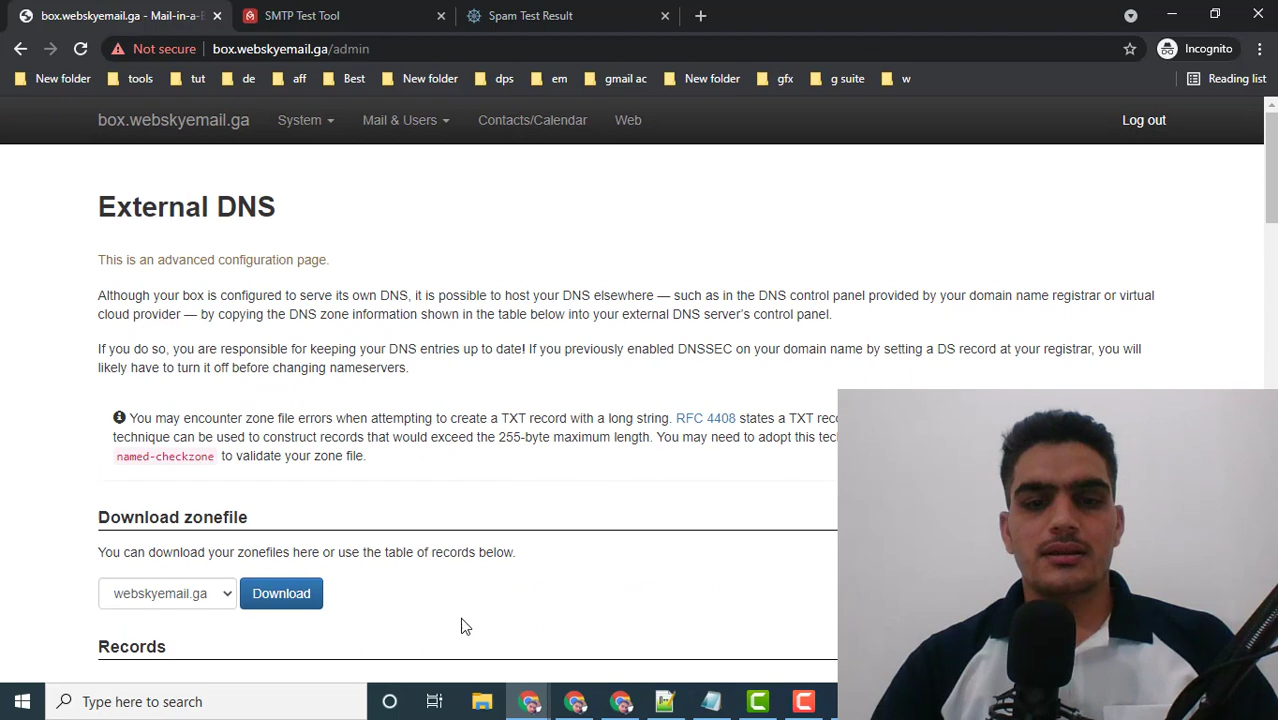 box.webskyemail.ga - Mail-in-a-
SMTP Test Tool
Spam Test Result
Not secure
box.webskyemail.ga/admin
Incognito
New folder
tools
tut
de
aff
Best
New folder
dps
em
gmail ac
New folder
gfx
g suite
w
Reading list
box.webskyemail.ga
System
Mail & Users
Contacts/Calendar
Web
Log out
External DNS
This is an advanced configuration page.
Although your box is configured to serve its own DNS, it is possible to host your DNS elsewhere — such as in the DNS control panel provided by your domain name registrar or virtual
cloud provider — by copying the DNS zone information shown in the table below into your external DNS server's control panel.
If you do so, you are responsible for keeping your DNS entries up to date! If you previously enabled DNSSEC on your domain name by setting a DS record at your registrar, you will
likely have to turn it off before changing nameservers.
You may encounter zone file errors when attempting to create a TXT record with a long string. RFC 4408 states a TXT
technique can be used to construct records that would exceed the 255-byte maximum length. You may need to adopt this
named-checkzone to validate your zone file.
Download zonefile
You can download your zonefiles here or use the table of records below.
webskyemail.ga
Download
Records
Type here to search